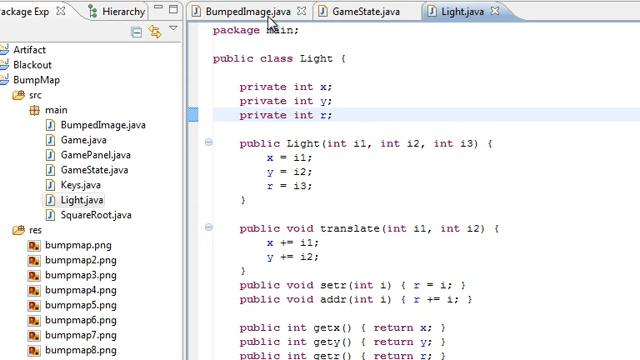 ackage Exp
Hierarchy
Artifact
Blackout
BumpMap
src
main
BumpedImage.java
Game.java
GamePanel.java
GameState.java
Keys.java
Light.java
SquareRoot.java
res
bumpmap.png
bumpmap2.png
bumpmap3.png
bumpmap4.png
bumpmap5.png
bumpmap6.png
bumpmap7.png
bumpmap8.png
BumpedImage.java
GameState.java
Light.java
package main;
public class Light {
private int x;
private int y;
private int r;
public Light(int i1, int i2, int i3) {
x = i1;
y = i2;
r = i3;
}
public void translate(int i1, int i2) {
x += i1;
y += i2;
}
public void setr(int i) { r = i; }
public void addr(int i) { r += i; }
public int getx() { return x; }
public int gety() { return y; }
public int getr() { return r; }